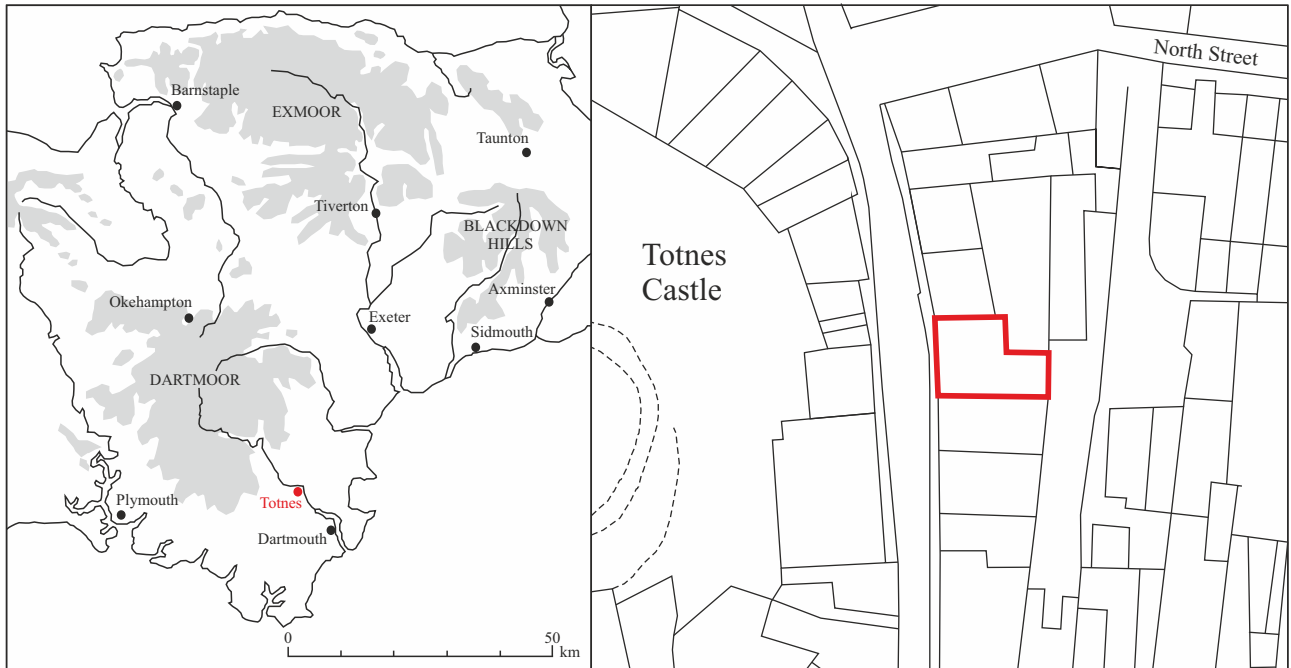 Barnstaple
EXMOOR
Taunton
Tiverton
BLACKDOWN
HILLS
Axminster
Okehampton
Exeter
Sidmouth
DARTMOOR
Plymouth
Totnes
Dartmouth
0
50
km
North Street
Totnes
Castle